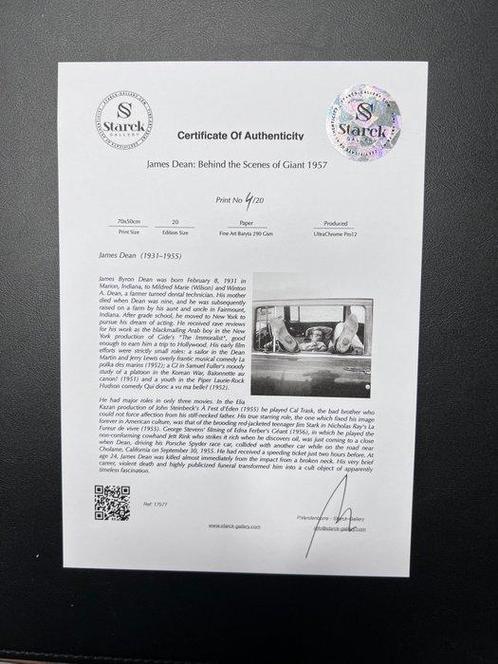 Starck
GALLERY
STARCK-GALLERY.COM
Starck
GALLERY
Certificate Of Authenticity
James Dean: Behind the Scenes of Giant 1957
Print No 4/20
70x50cm 20 Paper Produced
Print Size Edition Size Fine Art Baryta 290 Gsm UltraChrome Pro12
James Dean (1931–1955)
James Byron Dean was born February 8, 1931 in
Marion, Indiana, to Mildred Marie (Wilson) and Winton
A. Dean, a farmer turned dental technician. His mother
died when Dean was nine, and he was subsequently
raised on a farm by his aunt and uncle in Fairmount,
Indiana. After grade school, he moved to New York to
pursue his dream of acting. He received rave reviews
for his work as the blackmailing Arab boy in the New
York production of Gide's "The Immoralist", good
enough to earn him a trip to Hollywood. His early film
efforts were strictly small roles: a sailor in the Dean
Martin and Jerry Lewis overly frantic musical comedy La
polka des marins (1952); a GI in Samuel Fuller's moody
study of a platoon in the Korean War, Baïonnette au
canon! (1951) and a youth in the Piper Laurie-Rock
Hudson comedy Qui donc a vu ma belle? (1952).
He had major roles in only three movies. In the Elia
Kazan production of John Steinbeck's À l'est d'Eden (1955) he played Cal Trask, the bad brother who
could not force affection from his stiff-necked father. His true starring role, the one which fixed his image
forever in American culture, was that of the brooding red-jacketed teenager Jim Stark in Nicholas Ray's La
Fureur de vivre (1955). George Stevens' filming of Edna Ferber's Géant (1956), in which he played the
non-conforming cowhand Jett Rink who strikes it rich when he discovers oil, was just coming to a close
when Dean, driving his Porsche Spyder race car, collided with another car while on the road near
Cholame, California on September 30, 1955. He had received a speeding ticket just two hours before. At
age 24, James Dean was killed almost immediately from the impact from a broken neck. His very brief
career, violent death and highly publicized funeral transformed him into a cult object of apparently
timeless fascination.
Ref: 17577
www.starck-gallery.com
Starck Gallery
info@starck-gallery.com